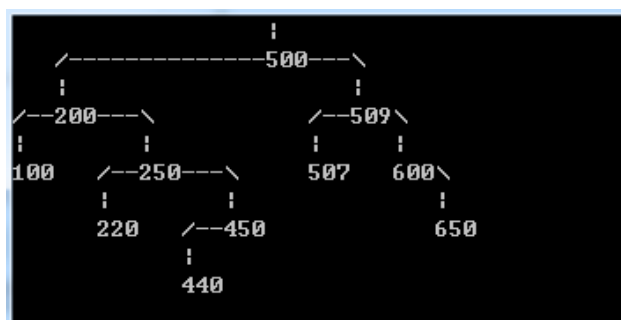 ¦
/----------------500---\
¦ ¦
/--200---\ /--509\
¦ ¦ ¦ ¦
100 /--250---\ 507 600\
¦ ¦ ¦
220 /--450 650
¦
440